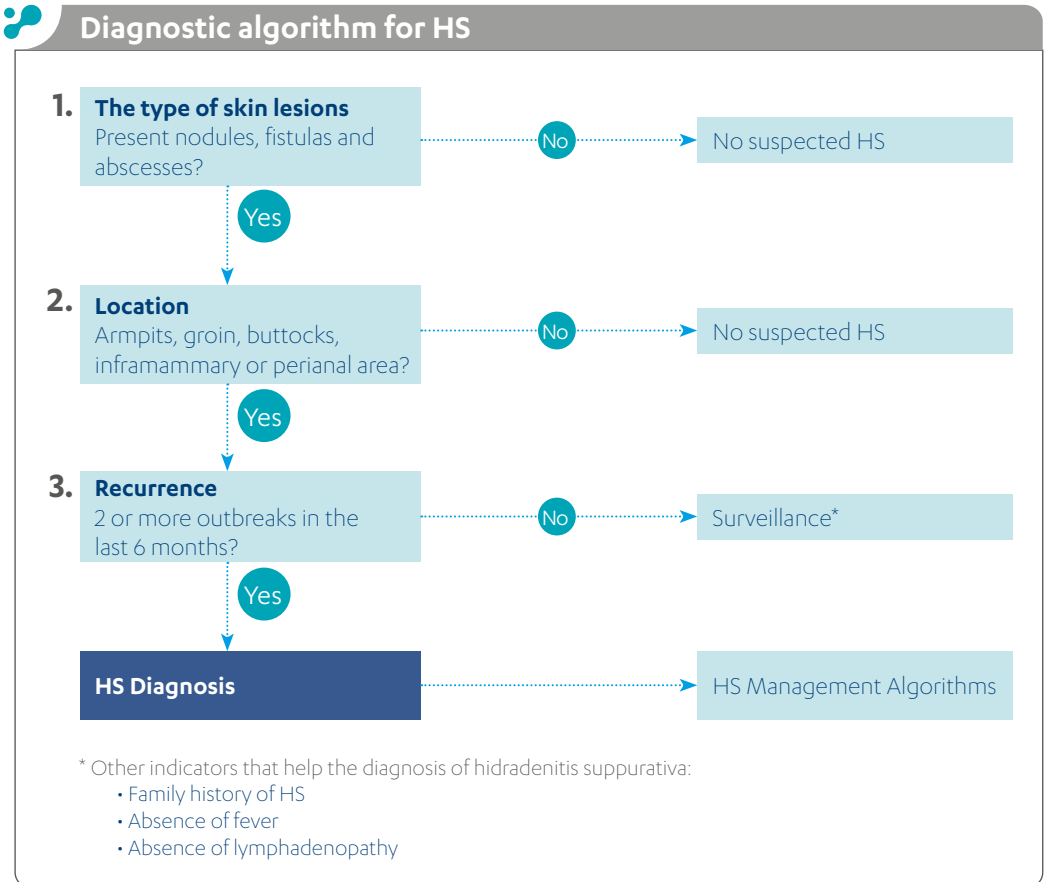 Diagnostic algorithm for HS
1.
The type of skin lesions
Present nodules, fistulas and
abscesses?
No
No suspected HS
Yes
2.
Location
Armpits, groin, buttocks,
inframammary or perianal area?
No
No suspected HS
Yes
3.
Recurrence
2 or more outbreaks in the
last 6 months?
No
Surveillance*
Yes
HS Diagnosis
HS Management Algorithms
* Other indicators that help the diagnosis of hidradenitis suppurativa:
• Family history of HS
• Absence of fever
• Absence of lymphadenopathy